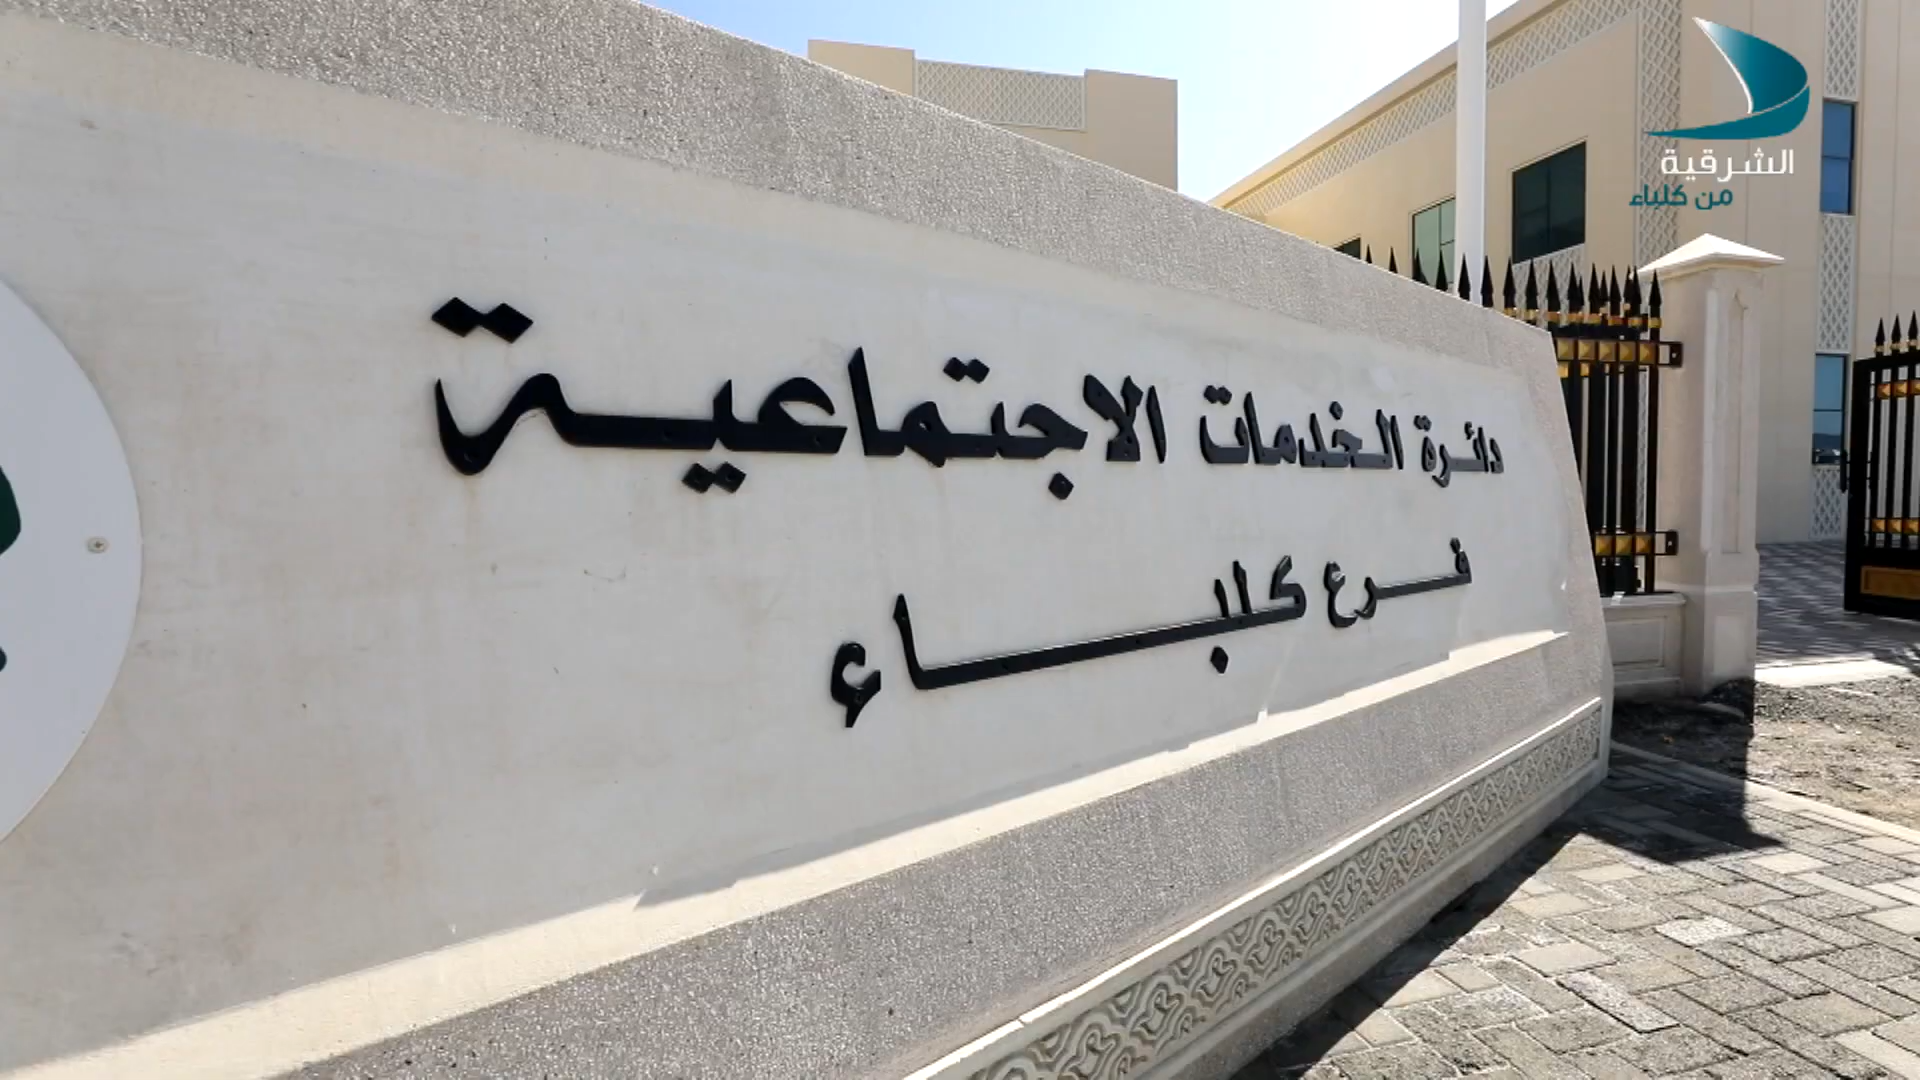 دائرة الخدمات الاجتماعية
فرع كلباء
الشرقية
من كلباء